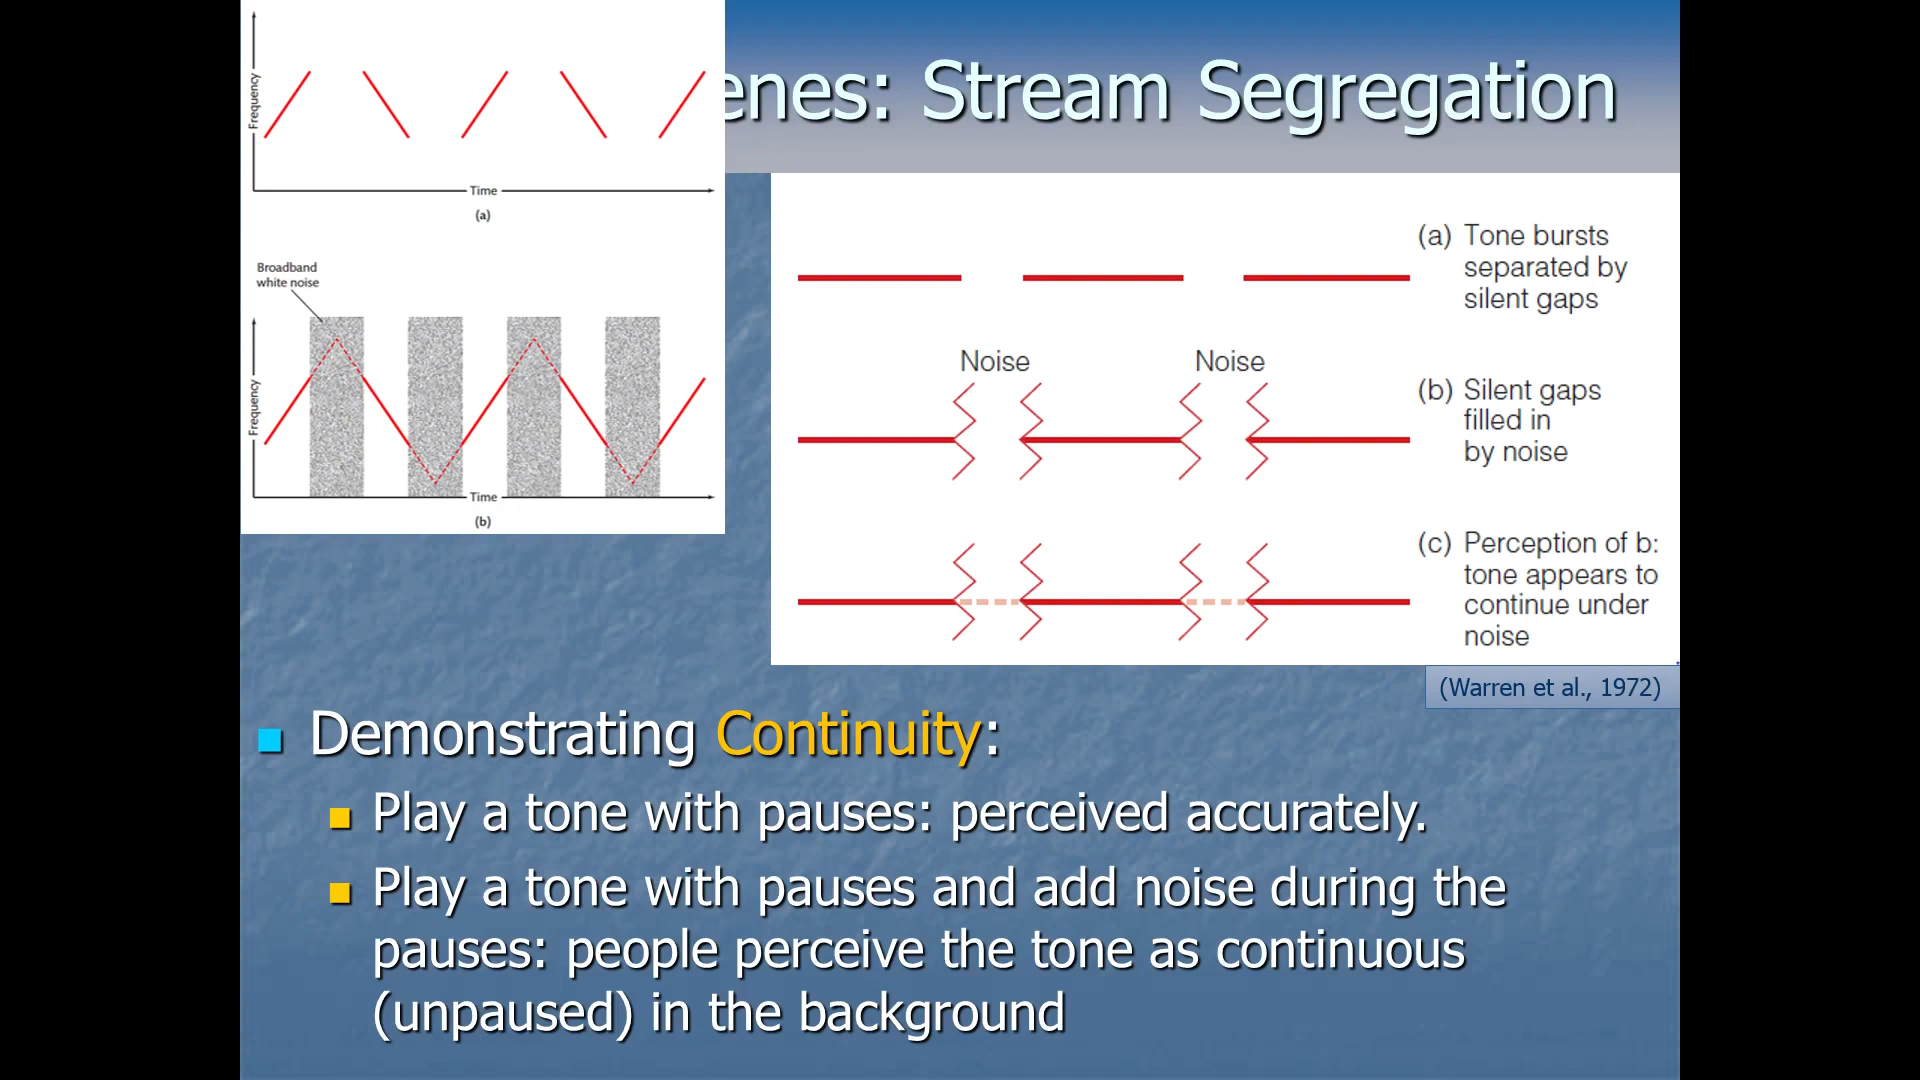 enes: Stream Segregation
Frequency
Time
(a)
Broadband
white noise
Frequency
Time
(b)
(a) Tone bursts
separated by
silent gaps
Noise Noise
(b) Silent gaps
filled in
by noise
(c) Perception of b:
tone appears to
continue under
noise
(Warren et al., 1972)
Demonstrating Continuity:
Play a tone with pauses: perceived accurately.
Play a tone with pauses and add noise during the
pauses: people perceive the tone as continuous
(unpaused) in the background